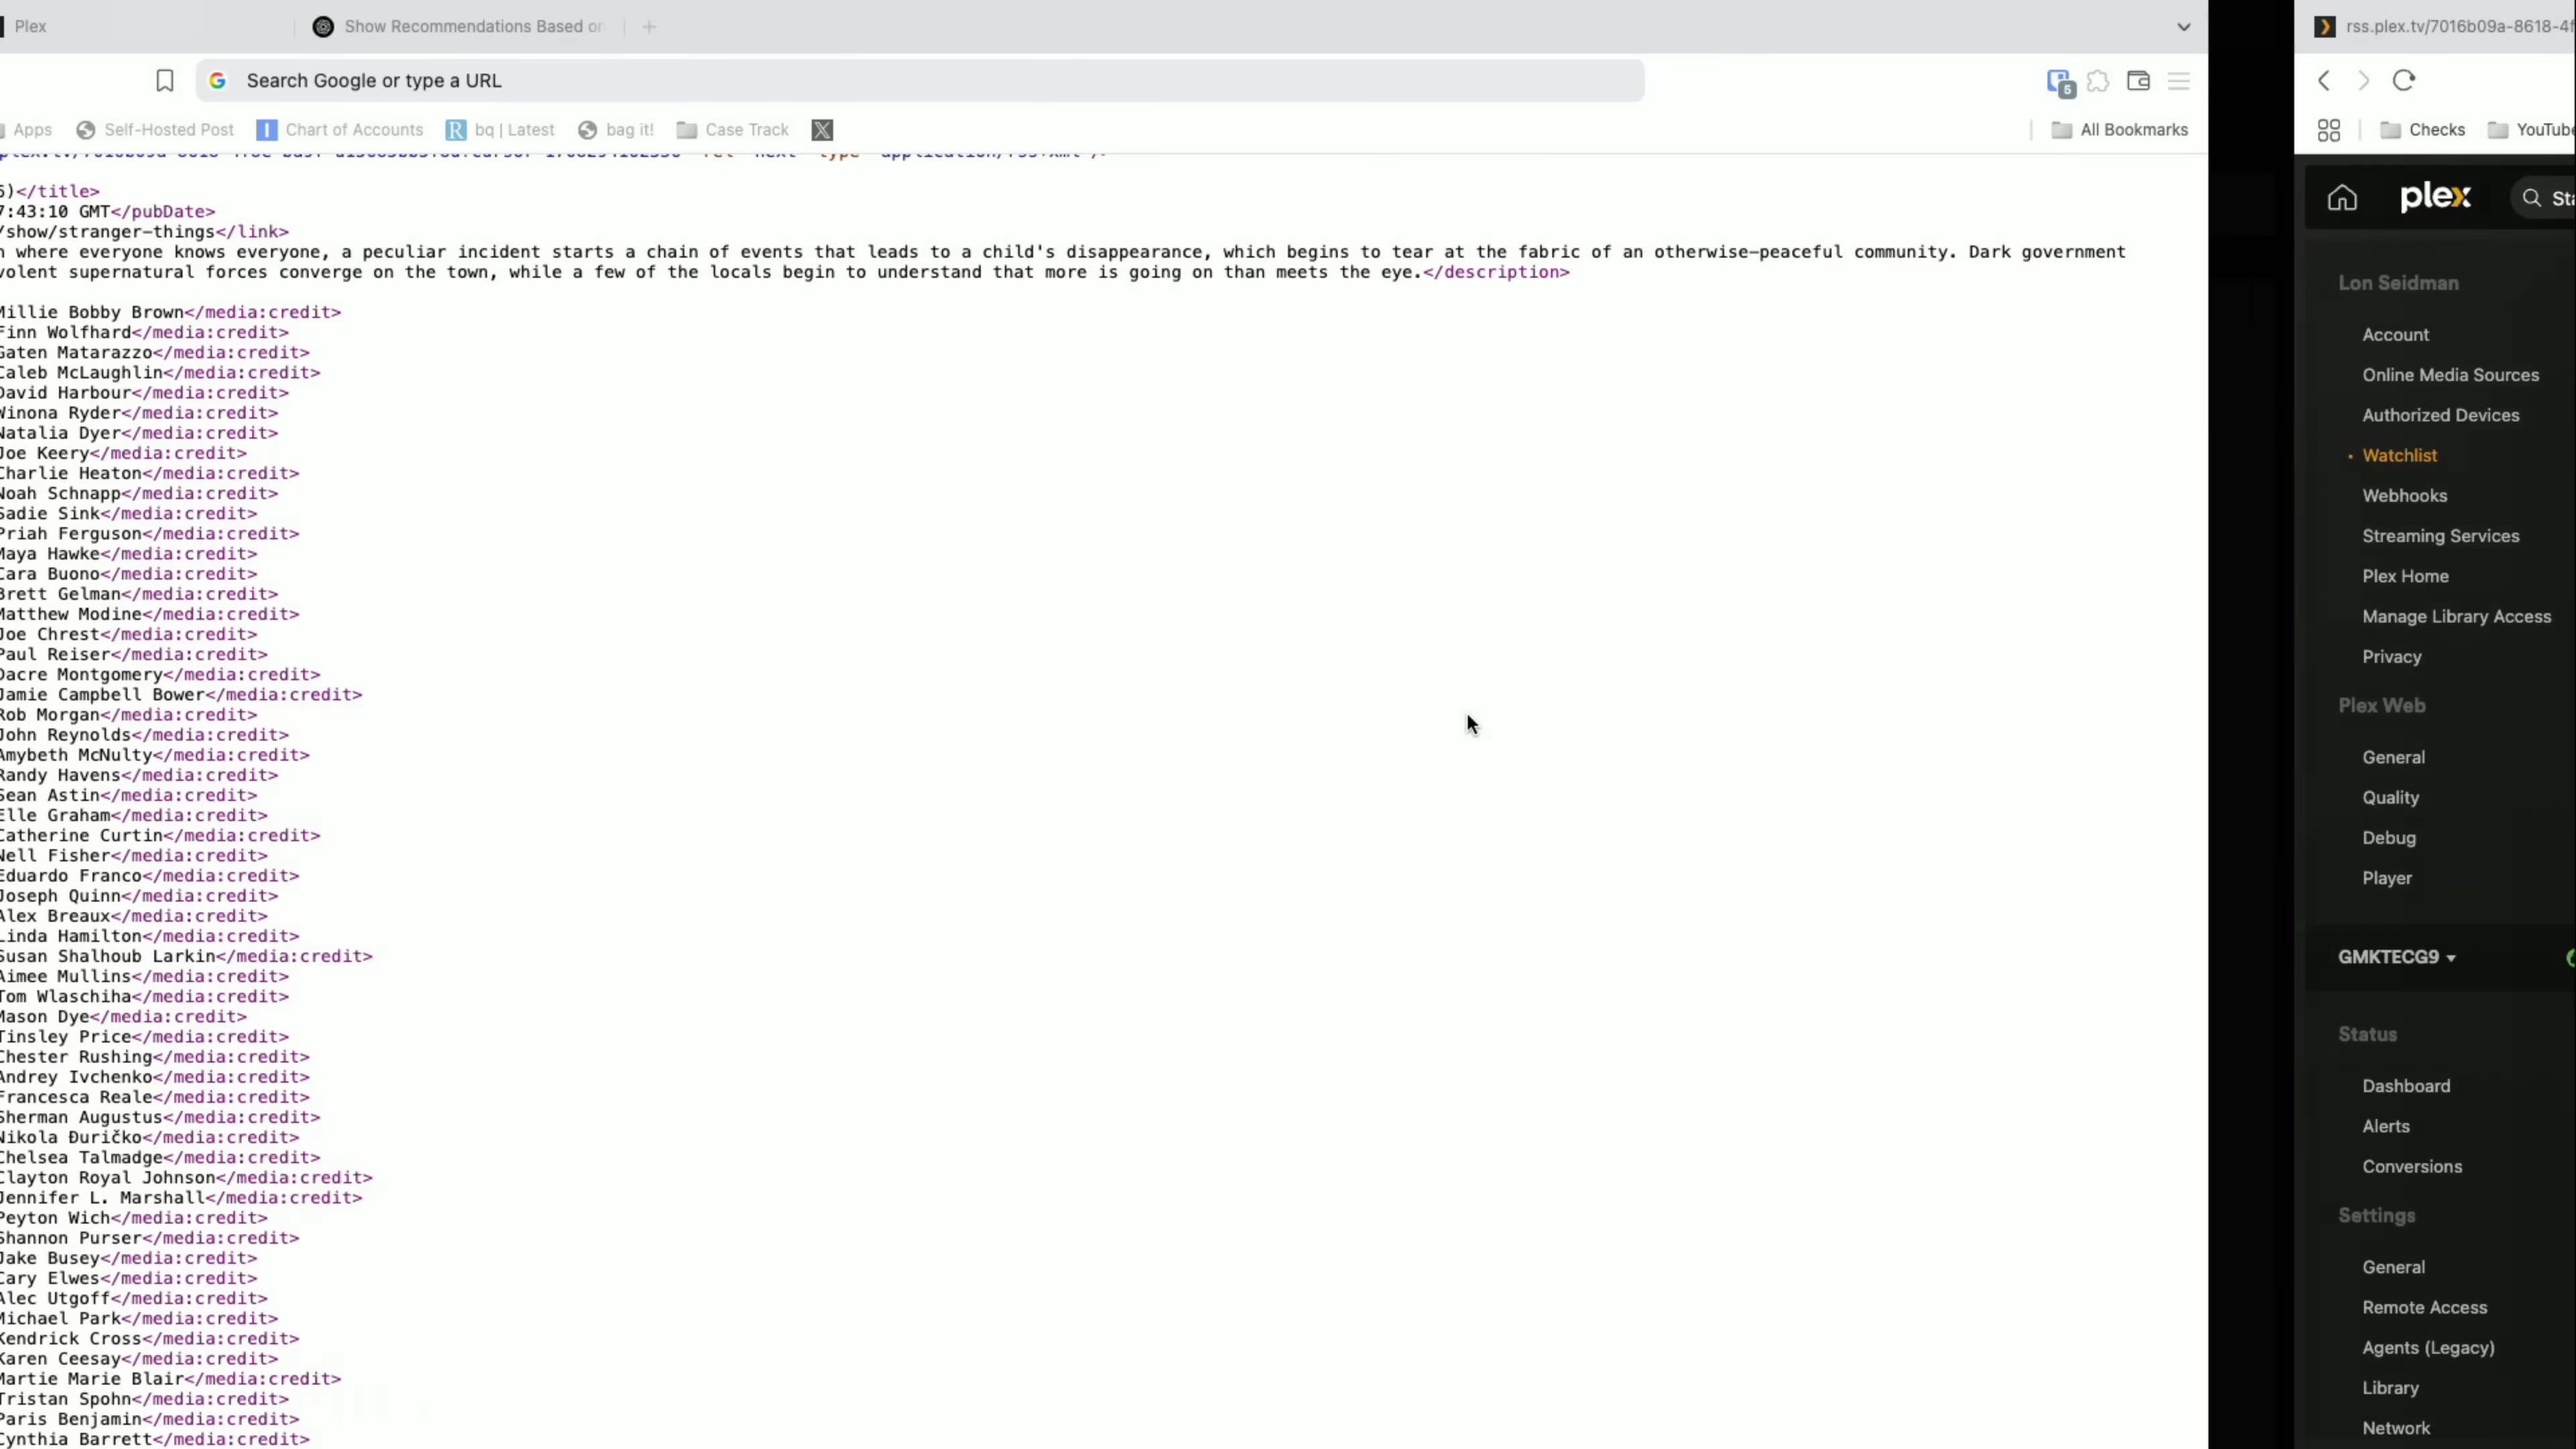 Plex
Show Recommendations Based on
Search Google or type a URL
5
Apps
Self-Hosted Post
Chart of Accounts
bq | Latest
bag it!
Case Track
All Bookmarks
)</title>
7:43:10 GMT</pubDate>
/show/stranger-things</link>
where everyone knows everyone, a peculiar incident starts a chain of events that leads to a child's disappearance, which begins to tear at the fabric of an otherwise-peaceful community. Dark government
volent supernatural forces converge on the town, while a few of the locals begin to understand that more is going on than meets the eye.</description>
Millie Bobby Brown</media:credit>
Finn Wolfhard</media:credit>
Gaten Matarazzo</media:credit>
Caleb McLaughlin</media:credit>
David Harbour</media:credit>
Winona Ryder</media:credit>
Natalia Dyer</media:credit>
Joe Keery</media:credit>
Charlie Heaton</media:credit>
Noah Schnapp</media:credit>
Sadie Sink</media:credit>
Priah Ferguson</media:credit>
Maya Hawke</media:credit>
Cara Buono</media:credit>
Brett Gelman</media:credit>
Matthew Modine</media:credit>
Joe Chrest</media:credit>
Paul Reiser</media:credit>
Dacre Montgomery</media:credit>
Jamie Campbell Bower</media:credit>
Rob Morgan</media:credit>
John Reynolds</media:credit>
Amybeth McNulty</media:credit>
Randy Havens</media:credit>
Sean Astin</media:credit>
Elle Graham</media:credit>
Catherine Curtin</media:credit>
Nell Fisher</media:credit>
Eduardo Franco</media:credit>
Joseph Quinn</media:credit>
Alex Breaux</media:credit>
Linda Hamilton</media:credit>
Susan Shalhoub Larkin</media:credit>
Aimee Mullins</media:credit>
Tom Wlaschiha</media:credit>
Mason Dye</media:credit>
Tinsley Price</media:credit>
Chester Rushing</media:credit>
Andrey Ivchenko</media:credit>
Francesca Reale</media:credit>
Sherman Augustus</media:credit>
Nikola Đuričko</media:credit>
Chelsea Talmadge</media:credit>
Clayton Royal Johnson</media:credit>
Jennifer L. Marshall</media:credit>
Peyton Wich</media:credit>
Shannon Purser</media:credit>
Jake Busey</media:credit>
Cary Elwes</media:credit>
Alec Utgoff</media:credit>
Michael Park</media:credit>
Kendrick Cross</media:credit>
Karen Ceesay</media:credit>
Martie Marie Blair</media:credit>
Tristan Spohn</media:credit>
Paris Benjamin</media:credit>
Cynthia Barrett</media:credit>
rss.plex.tv/7016b09a-8618-4f
Checks
YouTube
plex
Sta
Lon Seidman
Account
Online Media Sources
Authorized Devices
Watchlist
Webhooks
Streaming Services
Plex Home
Manage Library Access
Privacy
Plex Web
General
Quality
Debug
Player
GMKTECG9
Status
Dashboard
Alerts
Conversions
Settings
General
Remote Access
Agents (Legacy)
Library
Network